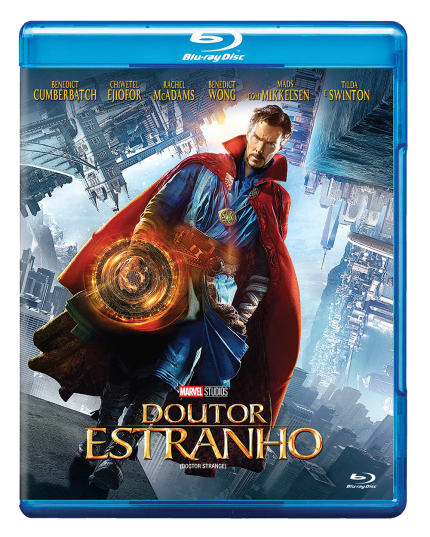 Blu-ray Disc
BENEDICT CUMBERBATCH
CHIWETEL EJIOFOR
RACHEL McADAMS
BENEDICT WONG
COM MADS MIKKELSEN
E TILDA SWINTON
MARVEL STUDIOS
DOUTOR
ESTRANHO
(DOCTOR STRANGE)
Blu-ray Disc